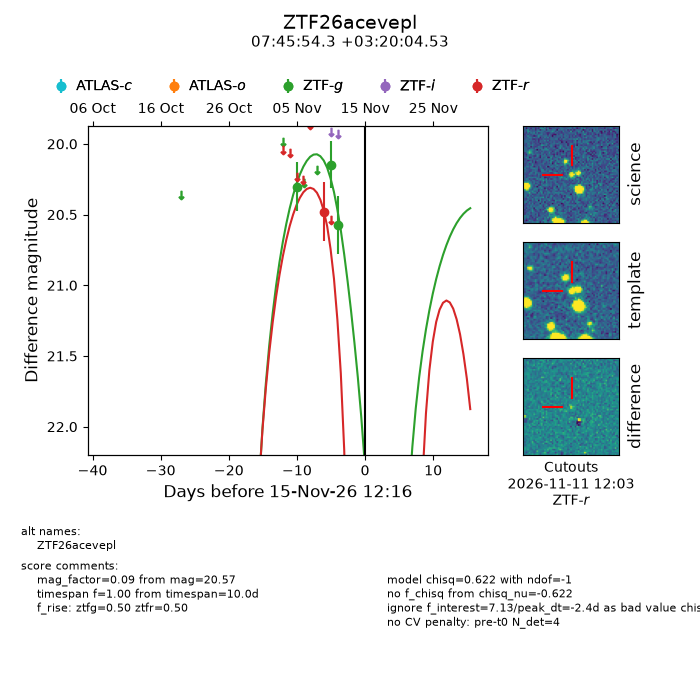 ZTF26acevepl
07:45:54.3 +03:20:04.53
ATLAS-c
ATLAS-o
ZTF-g
ZTF-i
ZTF-r
06 Oct
16 Oct
26 Oct
05 Nov
15 Nov
25 Nov
20.0
20.5
21.0
21.5
22.0
Difference magnitude
−40
−30
−20
−10
0
10
Days before 15-Nov-26 12:16
science
template
difference
Cutouts
2026-11-11 12:03
ZTF-r
alt names:
ZTF26acevepl
score comments:
mag_factor=0.09 from mag=20.57
timespan f=1.00 from timespan=10.0d
f_rise: ztfg=0.50 ztfr=0.50
model chisq=0.622 with ndof=-1
no f_chisq from chisq_nu=-0.622
ignore f_interest=7.13/peak_dt=-2.4d as bad value chis
no CV penalty: pre-t0 N_det=4